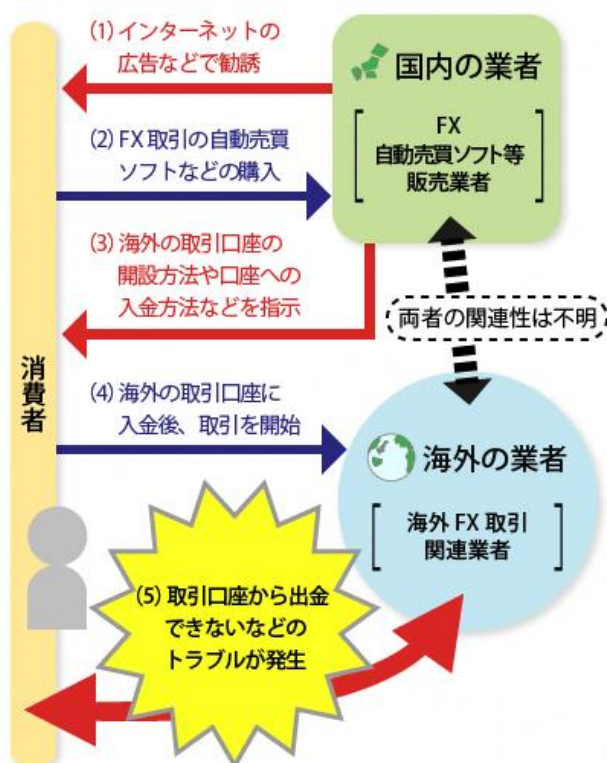 (1) インターネットの
広告などで勧誘
国内の業者
FX
自動売買ソフト等
販売業者
(2) FX 取引の自動売買
ソフトなどの購入
(3) 海外の取引口座の
開設方法や口座への
入金方法などを指示
両者の関連性は不明
消費者
(4) 海外の取引口座に
入金後、取引を開始
海外の業者
海外 FX 取引
関連業者
(5) 取引口座から出金
できないなどの
トラブルが発生